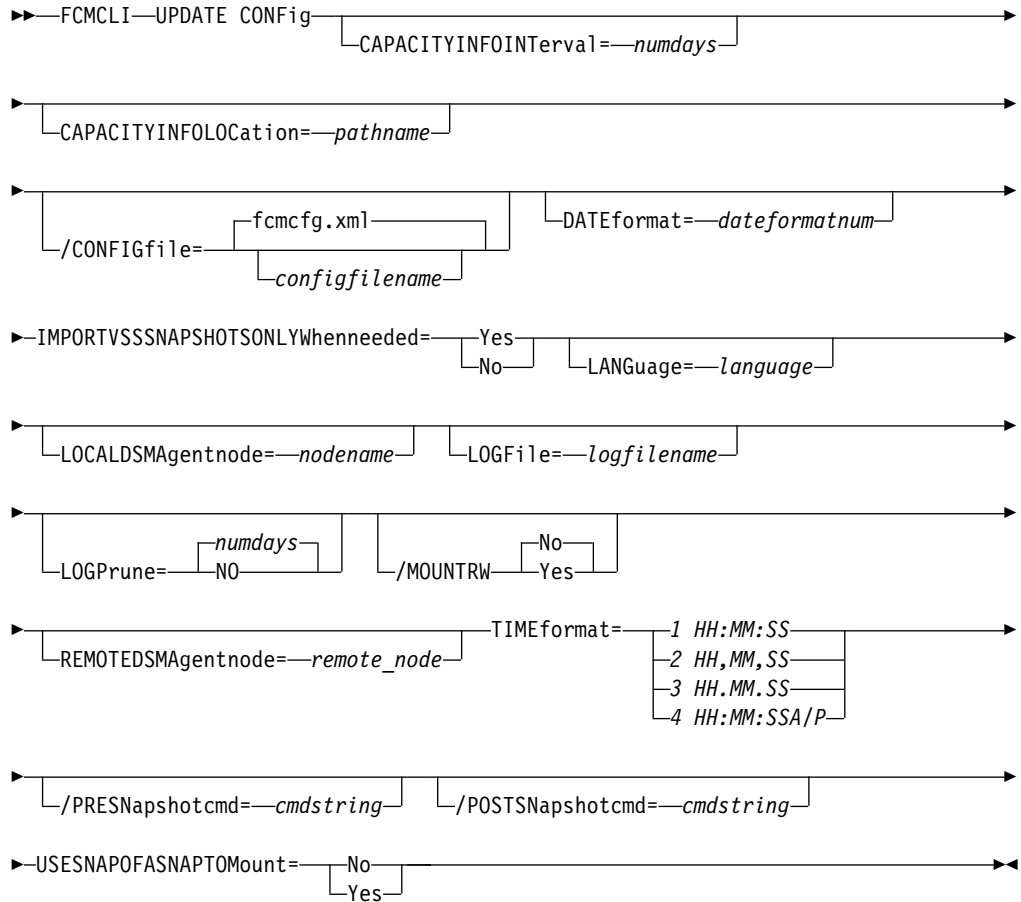 FCMCLI UPDATE CONFig
CAPACITYINFOINTerval= numdays
CAPACITYINFOLOCation= pathname
fcmcfg.xml
/CONFIGfile=
configfilename
DATEformat= dateformatnum
IMPORTVSSSNAPSHOTSONLYWhenneeded= Yes
No
LANGuage= language
LOCALDSMAgentnode= nodename
LOGFile= logfilename
numdays
LOGPrune= NO
No
/MOUNTRW Yes
REMOTEDSMAgentnode= remote_node
TIMEformat= 1 HH:MM:SS
2 HH,MM,SS
3 HH.MM.SS
4 HH:MM:SSA/P
/PRESNapshotcmd= cmdstring
/POSTSNapshotcmd= cmdstring
USESNAPOFASNAPTOMount= No
Yes